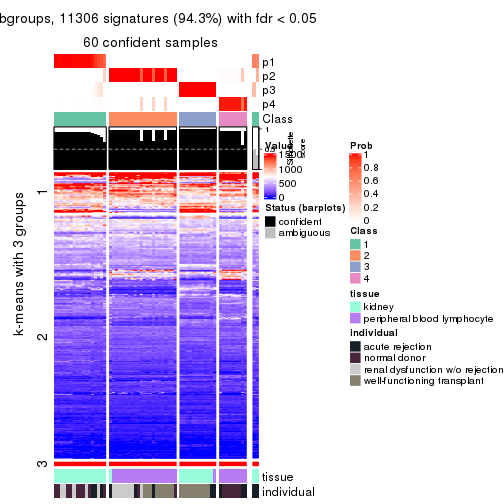 bgroups, 11306 signatures (94.3%) with fdr < 0.05
60 confident samples
p1
p2
p3
p4
Class
1
Value
1500
1000
500
0
Status (barplots)
confident
ambiguous
Prob
1
0.8
0.6
0.4
0.2
0
Class
1
2
3
4
tissue
kidney
peripheral blood lymphocyte
individual
acute rejection
normal donor
renal dysfunction w/o rejection
well-functioning transplant
k-means with 3 groups
1
2
3
tissue
individual